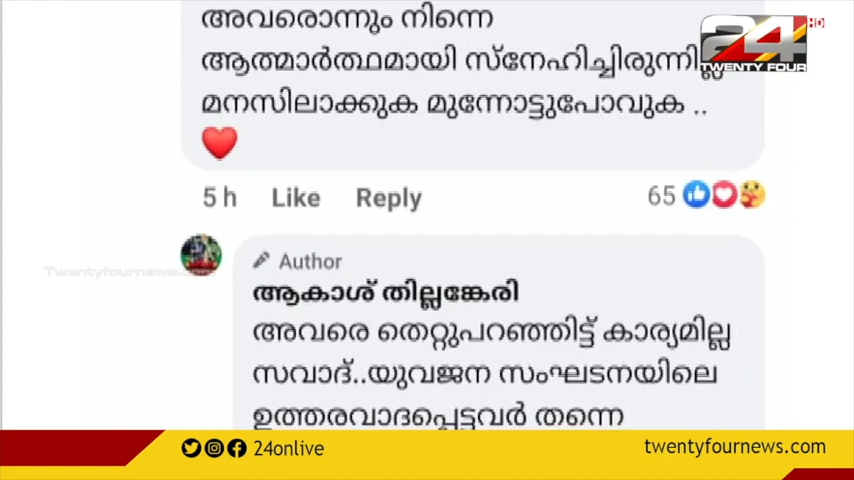 അവരൊന്നും നിന്നെ
24 HD
ആത്മാർത്ഥമായി സ്നേഹിച്ചിരുന്നില്ല
TWENTY FOUR
മനസിലാക്കുക മുന്നോട്ടുപോവുക ..
5 h Like Reply 65
Author
Twentyfournews.com
ആകാശ് തില്ലങ്കേരി
അവരെ തെറ്റുപറഞ്ഞിട്ട് കാര്യമില്ല
സവാദ്..യുവജന സംഘടനയിലെ
ഉത്തരവാദപ്പെട്ടവർ തന്നെ
24onlive twentyfournews.com